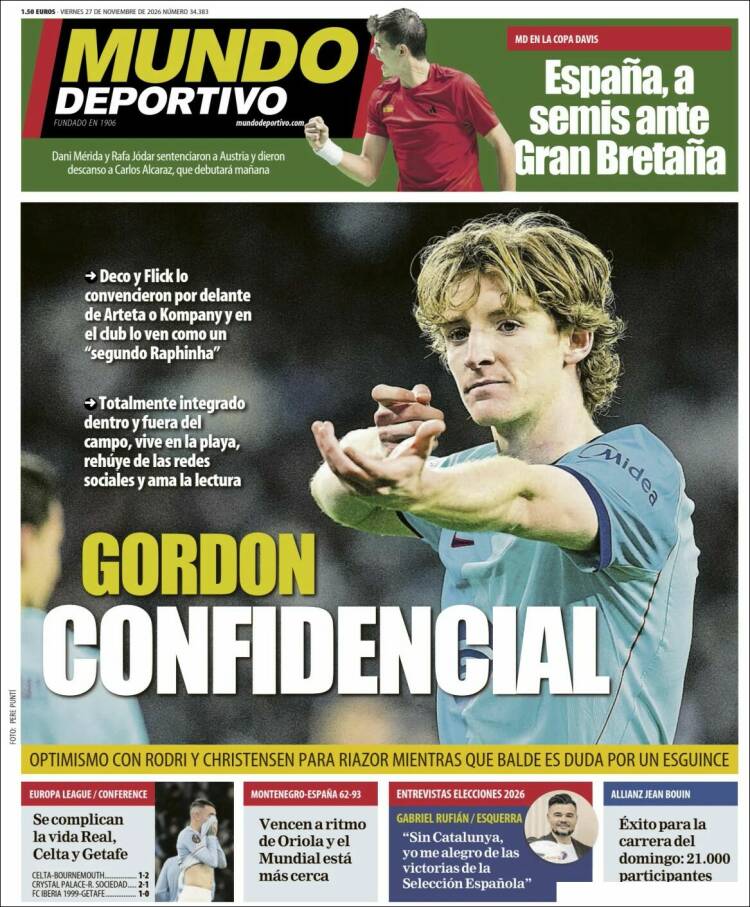 1.50 EUROS · VIERNES 27 DE NOVIEMBRE DE 2026 NÚMERO 34.383
MUNDO
DEPORTIVO
FUNDADO EN 1906
mundodeportivo.com
Dani Mérida y Rafa Jódar sentenciaron a Austria y dieron
descanso a Carlos Alcaraz, que debutará mañana
MD EN LA COPA DAVIS
España, a
semis ante
Gran Bretaña
➔ Deco y Flick lo
convencieron por delante
de Arteta o Kompany y en
el club lo ven como un
“segundo Raphinha”
➔ Totalmente integrado
dentro y fuera del
campo, vive en la playa,
rehúye de las redes
sociales y ama la lectura
Midea
GORDON
CONFIDENCIAL
FOTO: PERE PUNTÍ
OPTIMISMO CON RODRI Y CHRISTENSEN PARA RIAZOR MIENTRAS QUE BALDE ES DUDA POR UN ESGUINCE
EUROPA LEAGUE / CONFERENCE
Se complican
la vida Real,
Celta y Getafe
CELTA-BOURNEMOUTH........1-2
CRYSTAL PALACE-R. SOCIEDAD.....2-1
FC IBERIA 1999-GETAFE.........1-0
MONTENEGRO-ESPAÑA 62-93
Vencen a ritmo
de Oriola y el
Mundial está
más cerca
ENTREVISTAS ELECCIONES 2026
GABRIEL RUFIÁN / ESQUERRA
“Sin Catalunya,
yo me alegro de las
victorias de la
Selección Española”
ALLIANZ JEAN BOUIN
Éxito para la
carrera del
domingo: 21.000
participantes